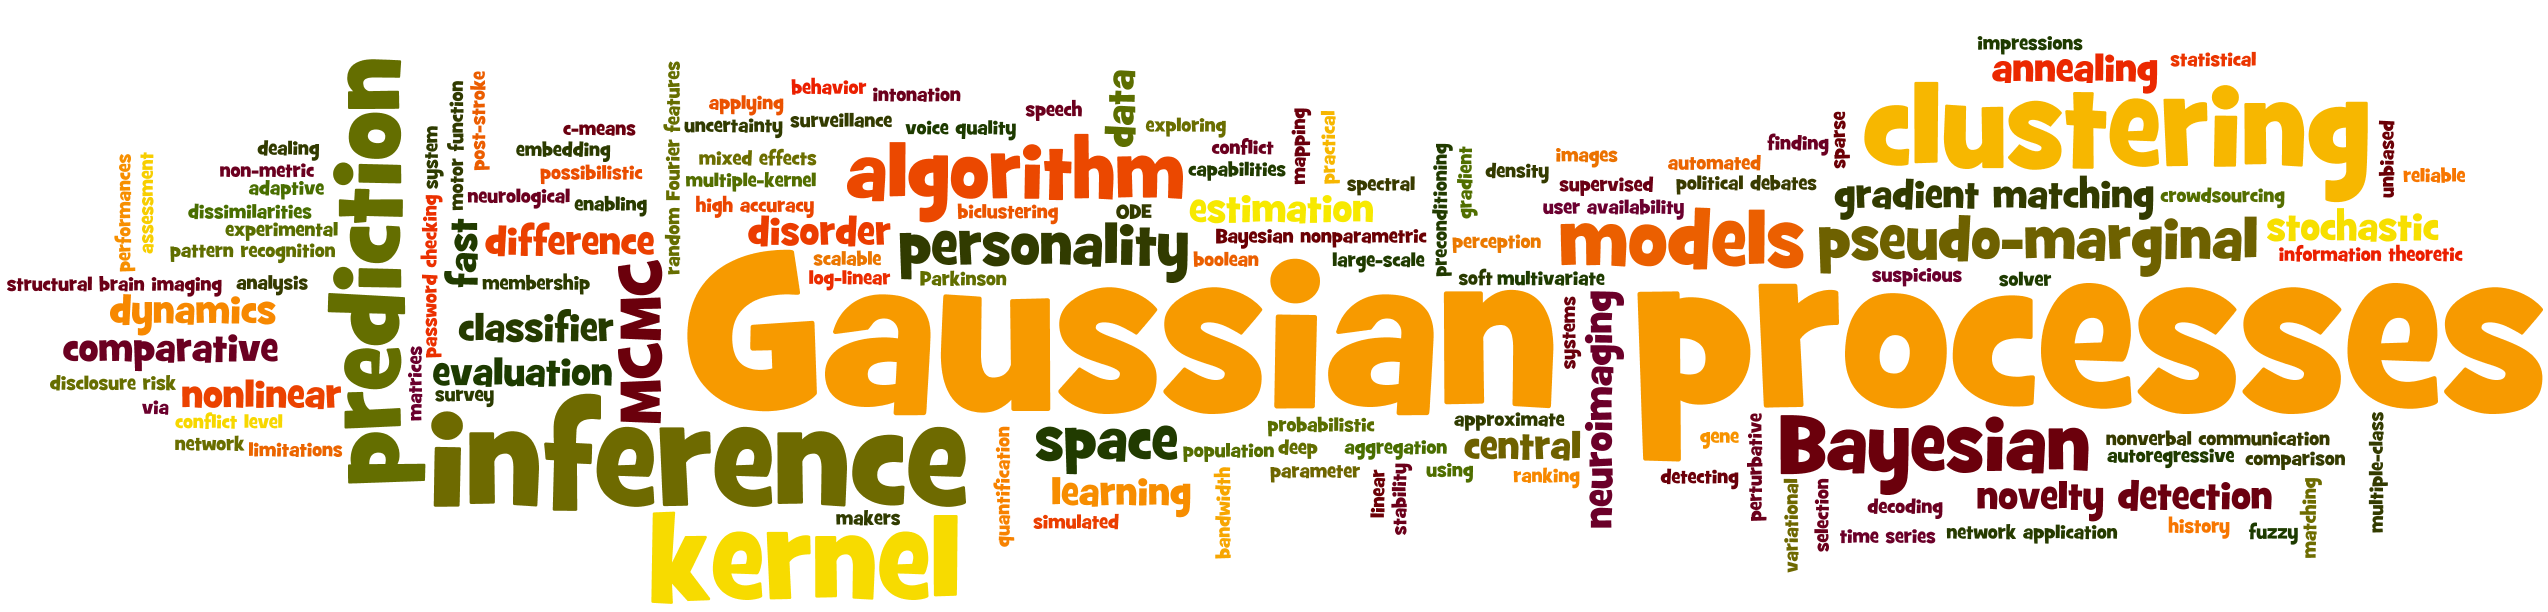 impressions
annealing
statistical
clustering
unbiased
reliable
sparse
finding
gradient matching
crowdsourcing
pseudo-marginal
stochastic
information theoretic
suspicious
solver
images
automated
supervised
political debates
user availability
models
density
gradient
preconditioning
perception
soft multivariate
data
exploring
conflict
mapping
practical
capabilities
spectral
estimation
Bayesian nonparametric
boolean
large-scale
behavior
intonation
speech
applying
uncertainty
surveillance
voice quality
random Fourier features
mixed effects
multiple-kernel
high accuracy
algorithm
biclustering
ODE
disorder
personality
scalable
log-linear
Parkinson
c-means
embedding
possibilistic
neurological
enabling
post-stroke
motor function
password checking system
fast
difference
membership
prediction
dealing
non-metric
adaptive
dissimilarities
experimental
pattern recognition
performances
assessment
structural brain imaging
analysis
dynamics
comparative
disclosure risk
nonlinear
via
conflict level
network
limitations
matrices
classifier
evaluation
survey
MCMC
Gaussian processes
systems
neuroimaging
inference
kernel
makers
quantification
space
learning
simulated
population
bandwidth
probabilistic
deep
aggregation
parameter
using
linear
stability
approximate
central
ranking
gene
detecting
perturbative
Bayesian
nonverbal communication
autoregressive
comparison
multiple-class
variational
selection
decoding
novelty detection
time series
network application
history
fuzzy
matching